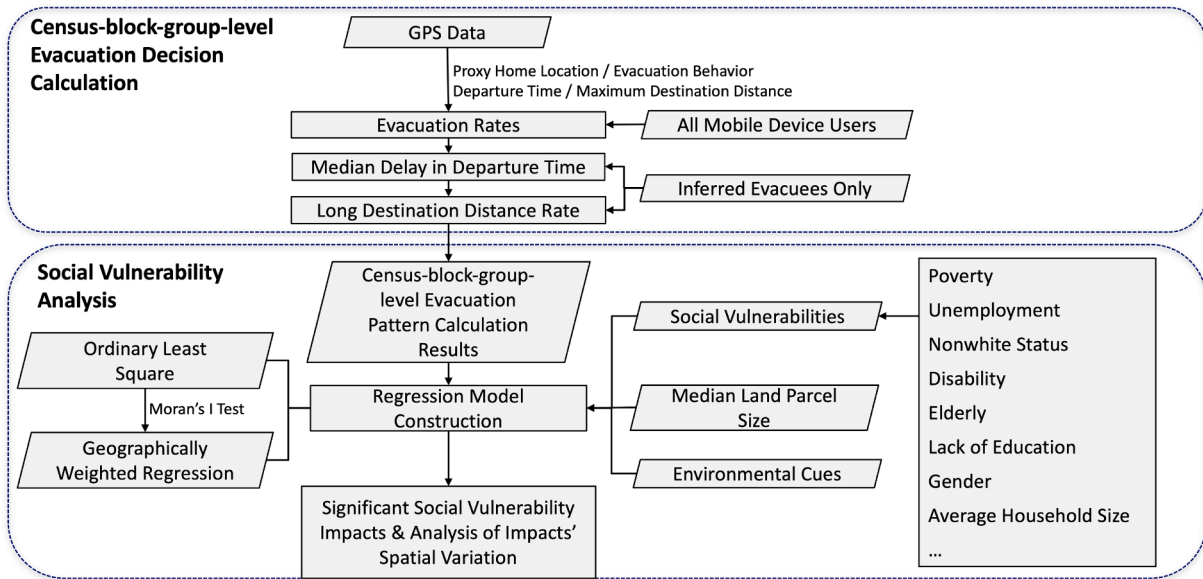 Census-block-group-level
Evacuation Decision
Calculation
GPS Data
Proxy Home Location / Evacuation Behavior
Departure Time / Maximum Destination Distance
Evacuation Rates
All Mobile Device Users
Median Delay in Departure Time
Inferred Evacuees Only
Long Destination Distance Rate
Social Vulnerability
Analysis
Census-block-group-
level Evacuation
Pattern Calculation
Results
Ordinary Least
Square
Moran's I Test
Geographically
Weighted Regression
Regression Model
Construction
Social Vulnerabilities
Median Land Parcel
Size
Environmental Cues
Poverty
Unemployment
Nonwhite Status
Disability
Elderly
Lack of Education
Gender
Average Household Size
...
Significant Social Vulnerability
Impacts & Analysis of Impacts'
Spatial Variation